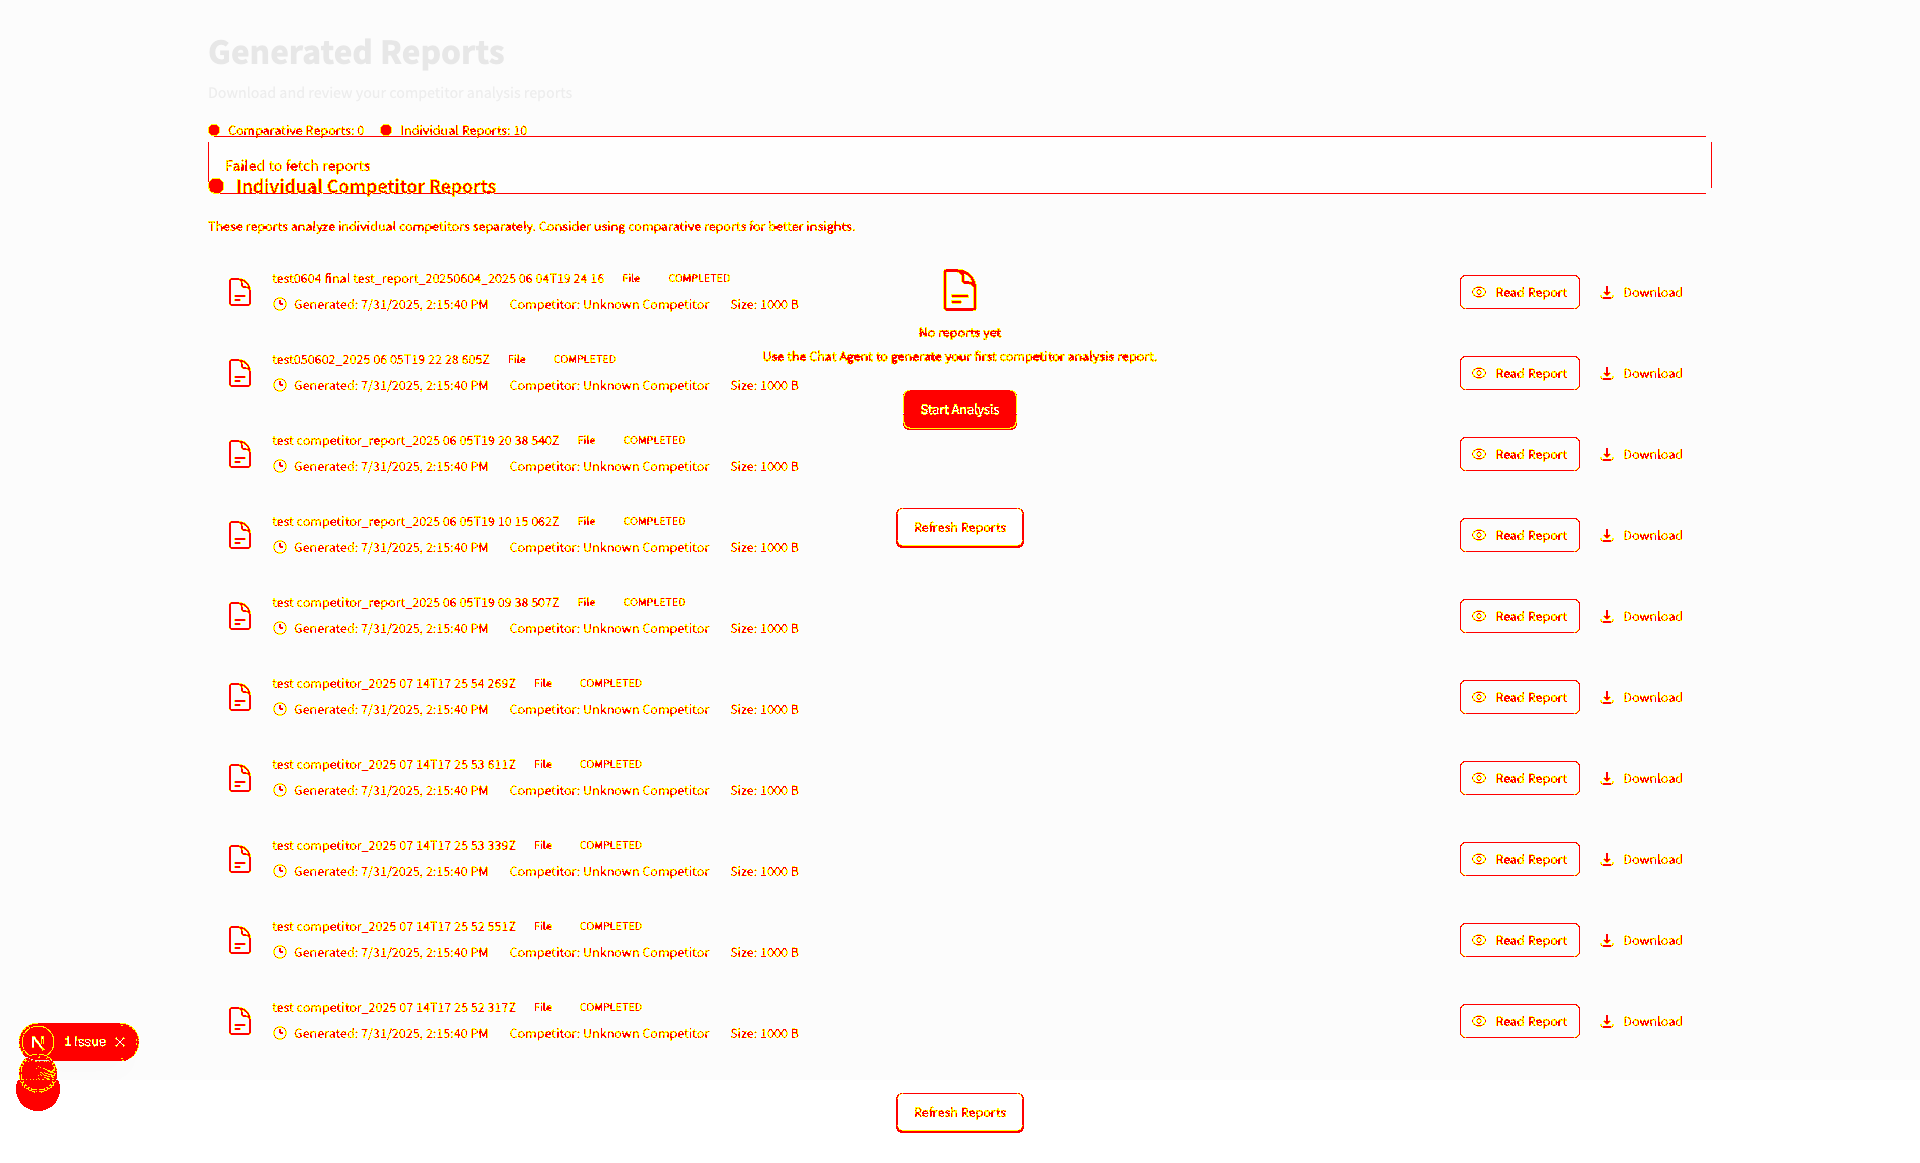 Generated Reports
Download and review your competitor analysis reports
Comparative Reports: 0 Individual Reports: 10
Failed to fetch reports
Individual Competitor Reports
These reports analyze individual competitors separately. Consider using comparative reports for better insights.
test0604 final test_report_20250604_2025 06 04T19 24 16 File COMPLETED
Generated: 7/31/2025, 2:15:40 PM Competitor: Unknown Competitor Size: 1000 B
Read Report Download
No reports yet
Use the Chat Agent to generate your first competitor analysis report.
Start Analysis
test050602_2025 06 05T19 22 28 605Z File COMPLETED
Generated: 7/31/2025, 2:15:40 PM Competitor: Unknown Competitor Size: 1000 B
Read Report Download
test competitor_report_2025 06 05T19 20 38 540Z File COMPLETED
Generated: 7/31/2025, 2:15:40 PM Competitor: Unknown Competitor Size: 1000 B
Read Report Download
test competitor_report_2025 06 05T19 10 15 062Z File COMPLETED
Generated: 7/31/2025, 2:15:40 PM Competitor: Unknown Competitor Size: 1000 B
Read Report Download
Refresh Reports
test competitor_report_2025 06 05T19 09 38 507Z File COMPLETED
Generated: 7/31/2025, 2:15:40 PM Competitor: Unknown Competitor Size: 1000 B
Read Report Download
test competitor_2025 07 14T17 25 54 269Z File COMPLETED
Generated: 7/31/2025, 2:15:40 PM Competitor: Unknown Competitor Size: 1000 B
Read Report Download
test competitor_2025 07 14T17 25 53 611Z File COMPLETED
Generated: 7/31/2025, 2:15:40 PM Competitor: Unknown Competitor Size: 1000 B
Read Report Download
test competitor_2025 07 14T17 25 53 339Z File COMPLETED
Generated: 7/31/2025, 2:15:40 PM Competitor: Unknown Competitor Size: 1000 B
Read Report Download
test competitor_2025 07 14T17 25 52 551Z File COMPLETED
Generated: 7/31/2025, 2:15:40 PM Competitor: Unknown Competitor Size: 1000 B
Read Report Download
test competitor_2025 07 14T17 25 52 317Z File COMPLETED
Generated: 7/31/2025, 2:15:40 PM Competitor: Unknown Competitor Size: 1000 B
Read Report Download
N 1 Issue
Refresh Reports